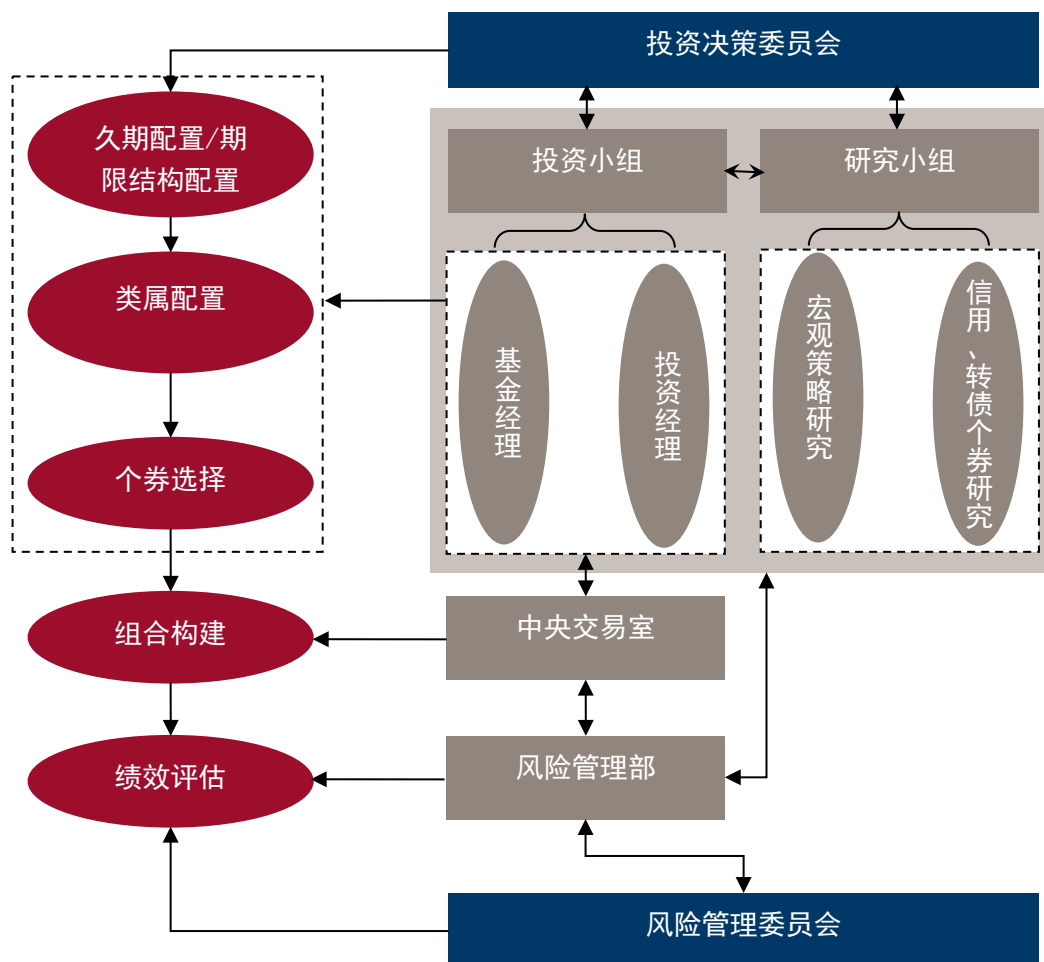 投资决策委员会
久期配置/期
限结构配置
投资小组
研究小组
类属配置
基金经理
投资经理
宏观策略研究
信用、转债个券研究
个券选择
组合构建
中央交易室
绩效评估
风险管理部
风险管理委员会